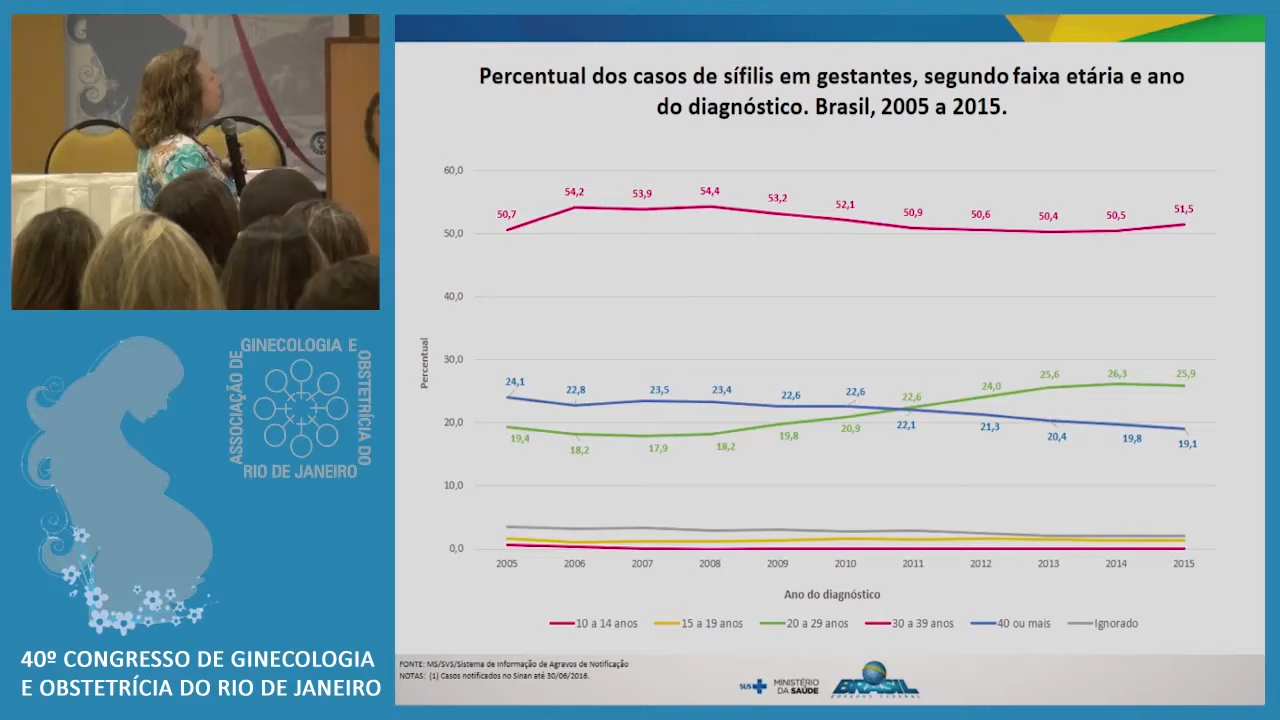 Percentual dos casos de sífilis em gestantes, segundo faixa etária e ano
do diagnóstico. Brasil, 2005 a 2015.
60,0
50,0
40,0
30,0
20,0
10,0
0,0
Percentual
50,7 54,2 53,9 54,4 53,2 52,1 50,9 50,6 50,4 50,5 51,5
24,1 22,8 23,5 23,4 22,6 22,6 22,1 21,3 20,4 19,8 19,1
19,4 18,2 17,9 18,2 19,8 20,9 22,6 24,0 25,6 26,3 25,9
2005 2006 2007 2008 2009 2010 2011 2012 2013 2014 2015
Ano do diagnóstico
10 a 14 anos 15 a 19 anos 20 a 29 anos 30 a 39 anos 40 ou mais Ignorado
FONTE: MS/SVS/Sistema de Informação de Agravos de Notificação
NOTAS: (1) Casos notificados no Sinan até 30/06/2016.
SUS MINISTÉRIO
DA SAÚDE
BRASIL
GOVERNO FEDERAL
ASSOCIAÇÃO DE
GINECOLOGIA E
OBSTETRÍCIA DO
RIO DE JANEIRO
40º CONGRESSO DE GINECOLOGIA
E OBSTETRÍCIA DO RIO DE JANEIRO